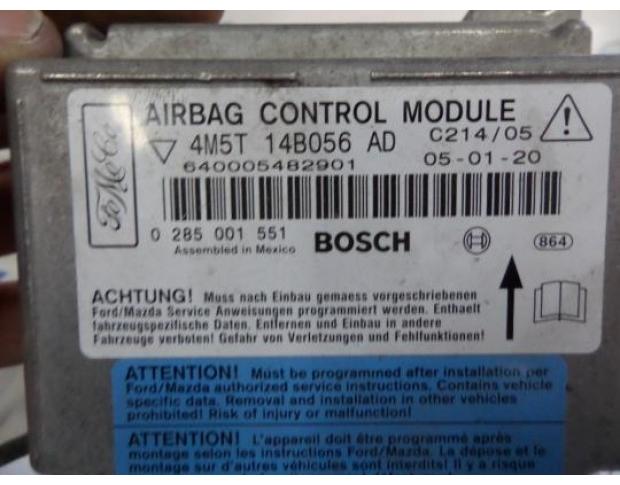 FoMoCo
AIRBAG CONTROL MODULE
4M5T 14B056 AD C214/05
640005482901 05-01-20
0 285 001 551
Assembled in Mexico BOSCH 864
ACHTUNG! Muss nach Einbau gemaess vorgeschriebenen
Ford/Mazda Service Anweisungen programmiert werden. Enthaelt
fahrzeugspezifische Daten. Entfernen und Einbau in andere
Fahrzeuge verboten! Gefahr von Verletzungen und Fehlfunktionen!
ATTENTION! Must be programmed after installation per
Ford/Mazda authorized service instructions. Contains vehicle
specific data. Removal and installation in other vehicles
prohibited! Risk of injury or malfunction!
ATTENTION! L'appareil doit être programmé après
montage selon les instructions Ford/Mazda. La dépose et le
montage sur d'autres véhicules sont interdits! Il y a risque